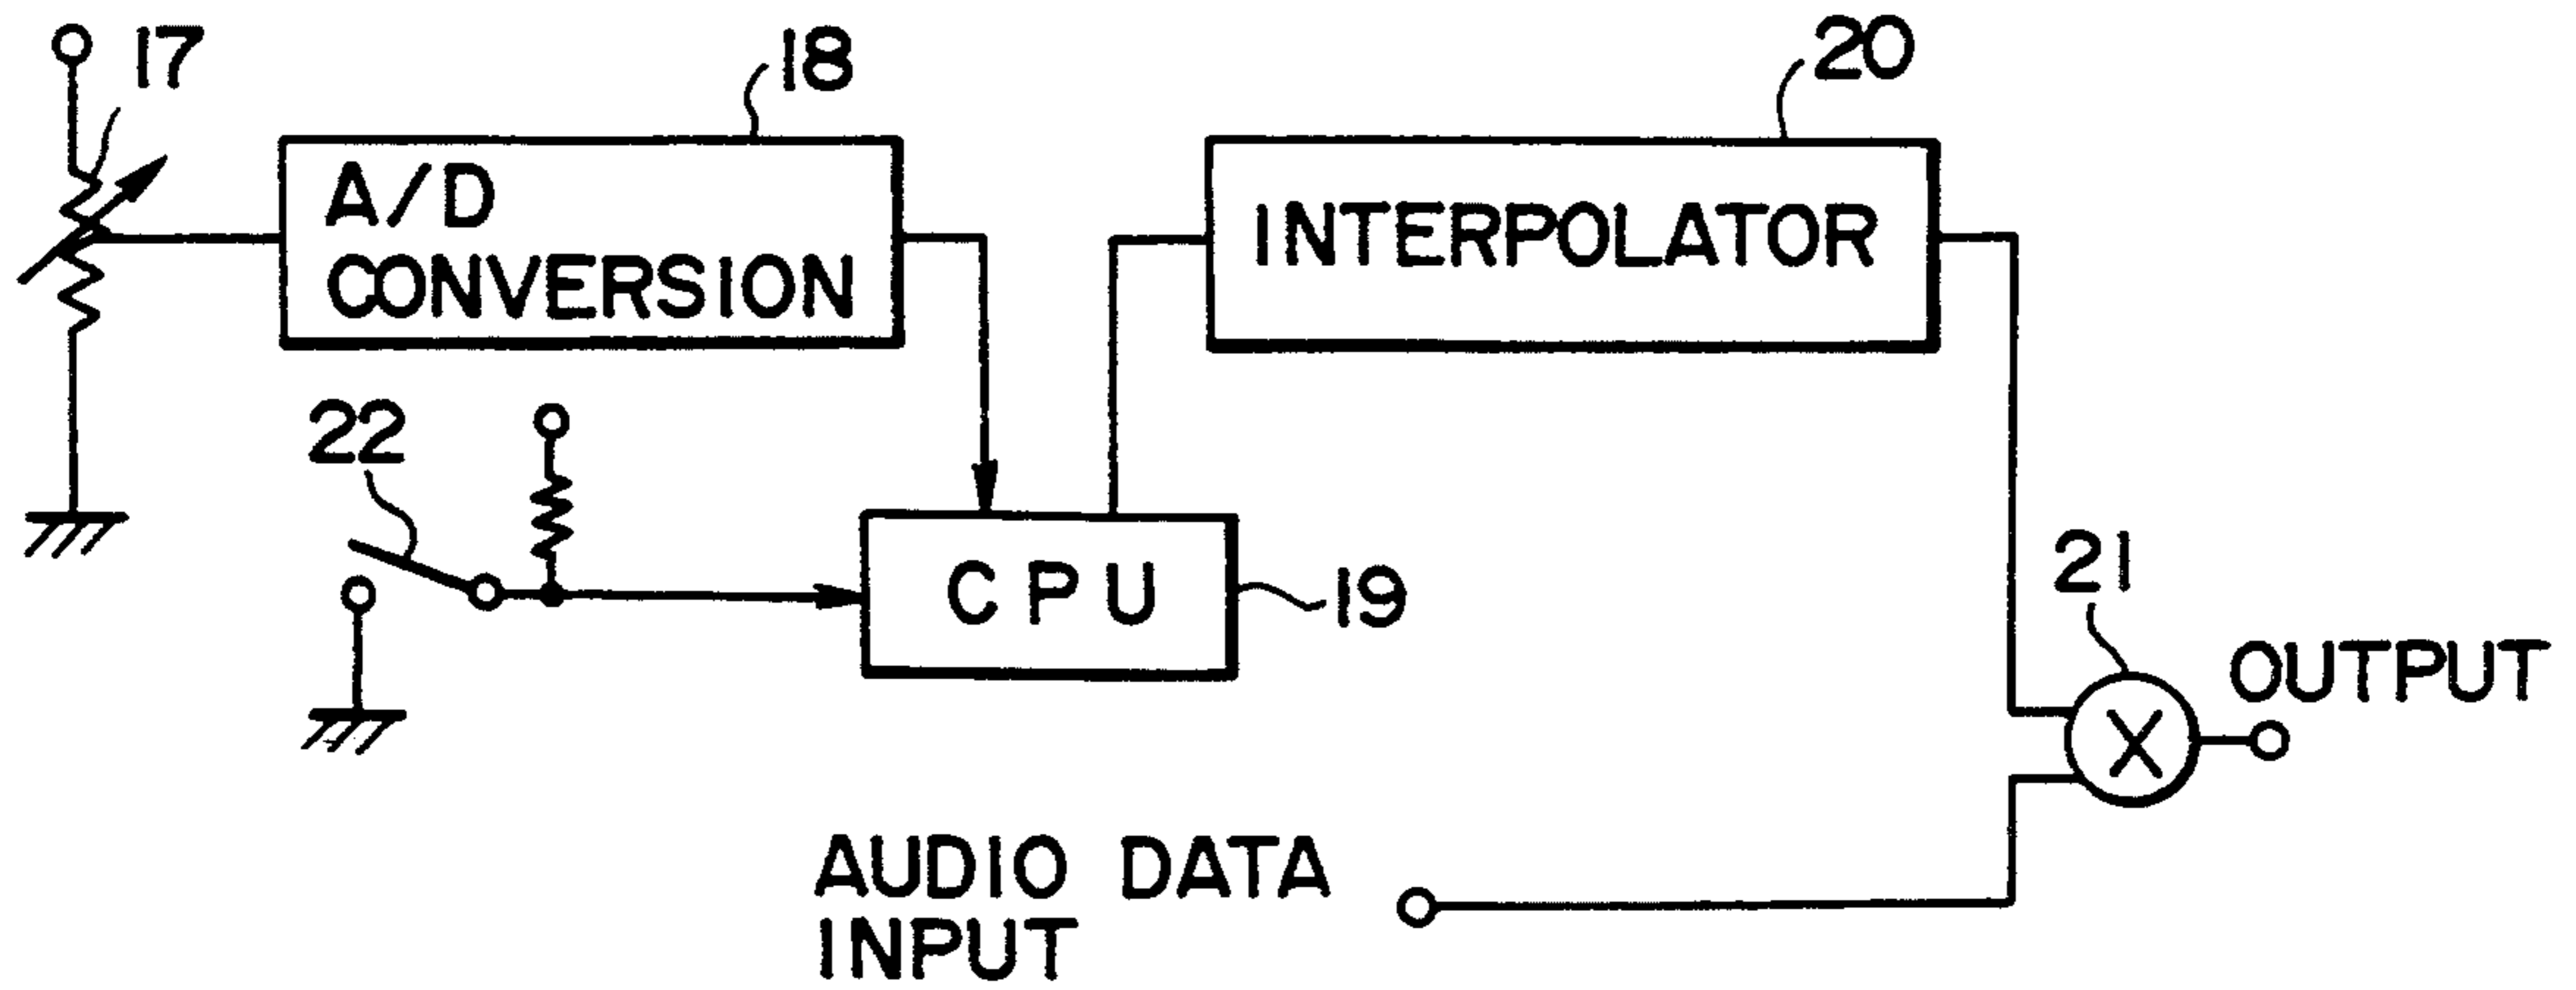 17
18
20
A/D
CONVERSION
INTERPOLATOR
22
CPU
19
21
OUTPUT
X
AUDIO DATA
INPUT